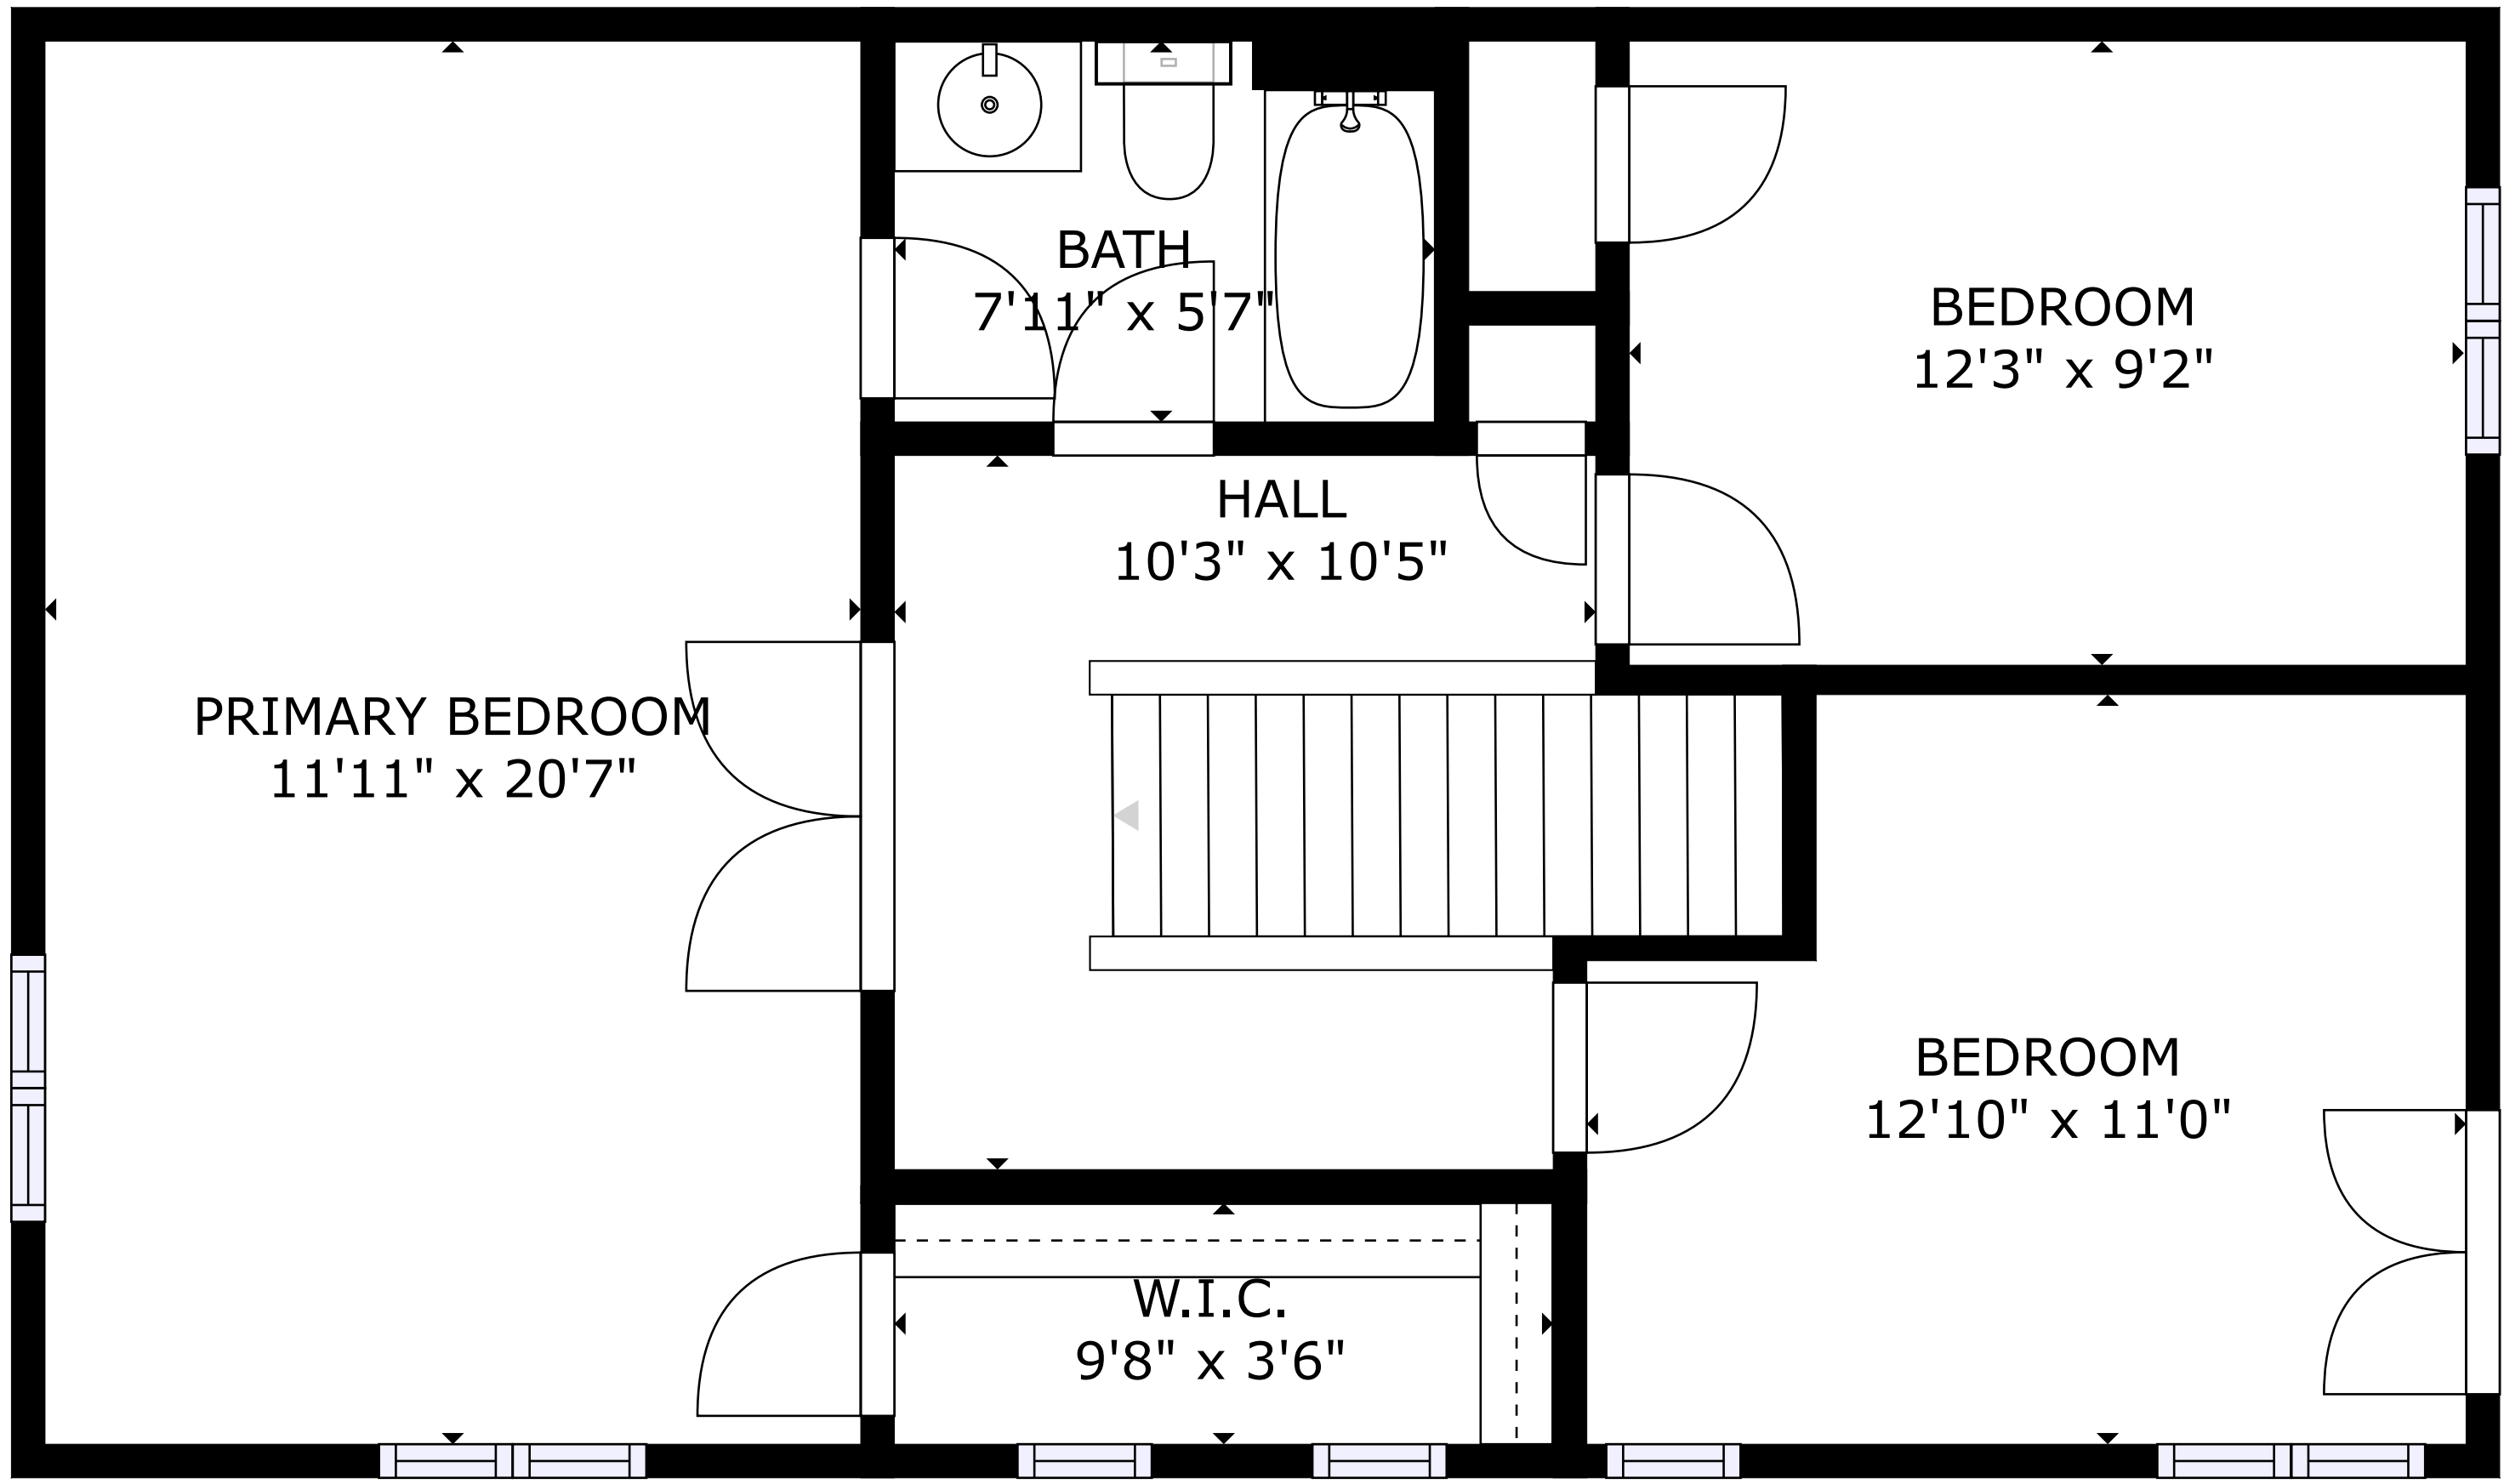 BATH
7'11" x 5'7"
BEDROOM
12'3" x 9'2"
HALL
10'3" x 10'5"
PRIMARY BEDROOM
11'11" x 20'7"
BEDROOM
12'10" x 11'0"
W.I.C.
9'8" x 3'6"